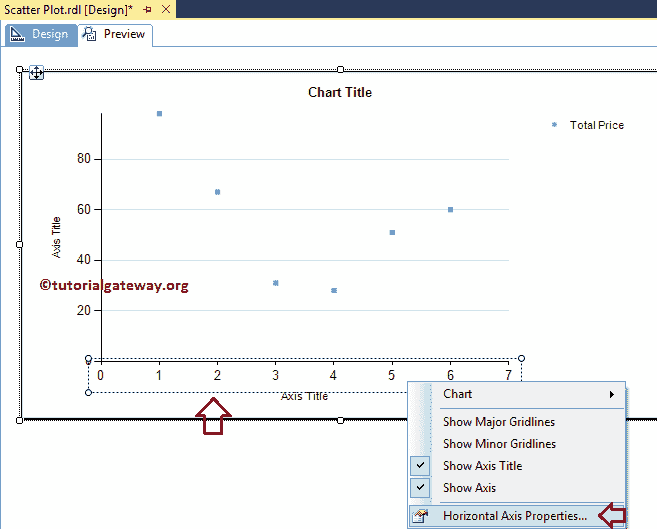 Scatter Plot.rdl [Design]*
Design
Preview
Chart Title
Total Price
80
60
40
20
Axis Title
©tutorialgateway.org
0 1 2 3 4 5 6 7
Axis Title
Chart
Show Major Gridlines
Show Minor Gridlines
Show Axis Title
Show Axis
Horizontal Axis Properties...